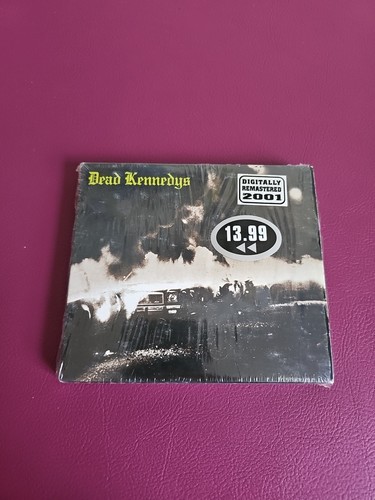 Dead Kennedys
DIGITALLY
REMASTERED
2001
13.99